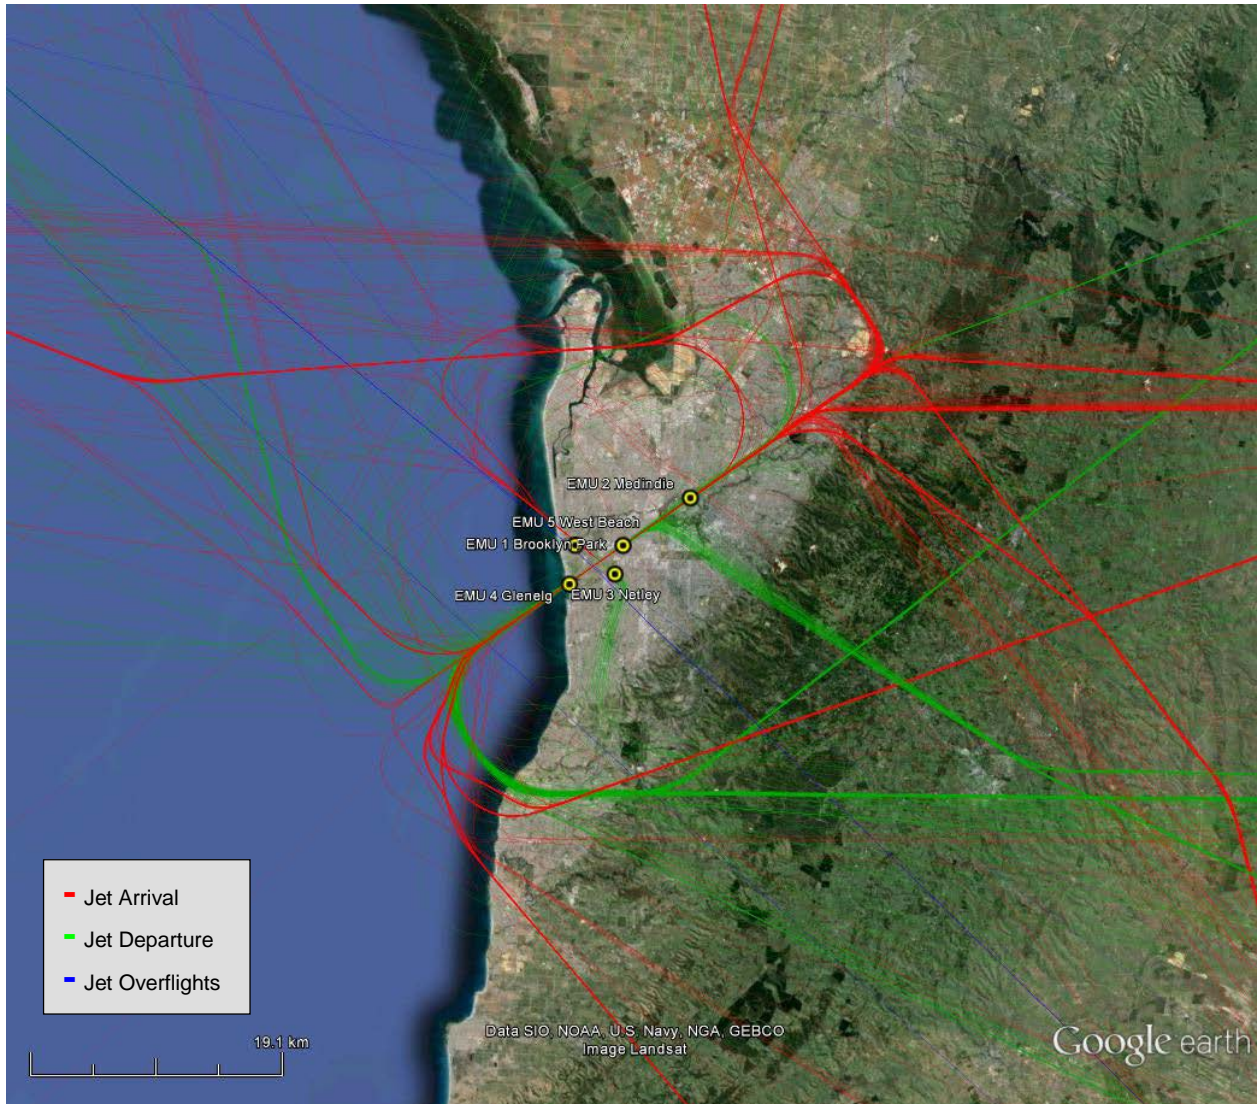 EMU 2 Medindie
EMU 5 West Beach
EMU 1 Brooklyn Park
EMU 4 Glenelg
EMU 3 Netley
Jet Arrival
Jet Departure
Jet Overflights
19.1 km
Data SIO, NOAA, U.S. Navy, NGA, GEBCO
Image Landsat
Google earth